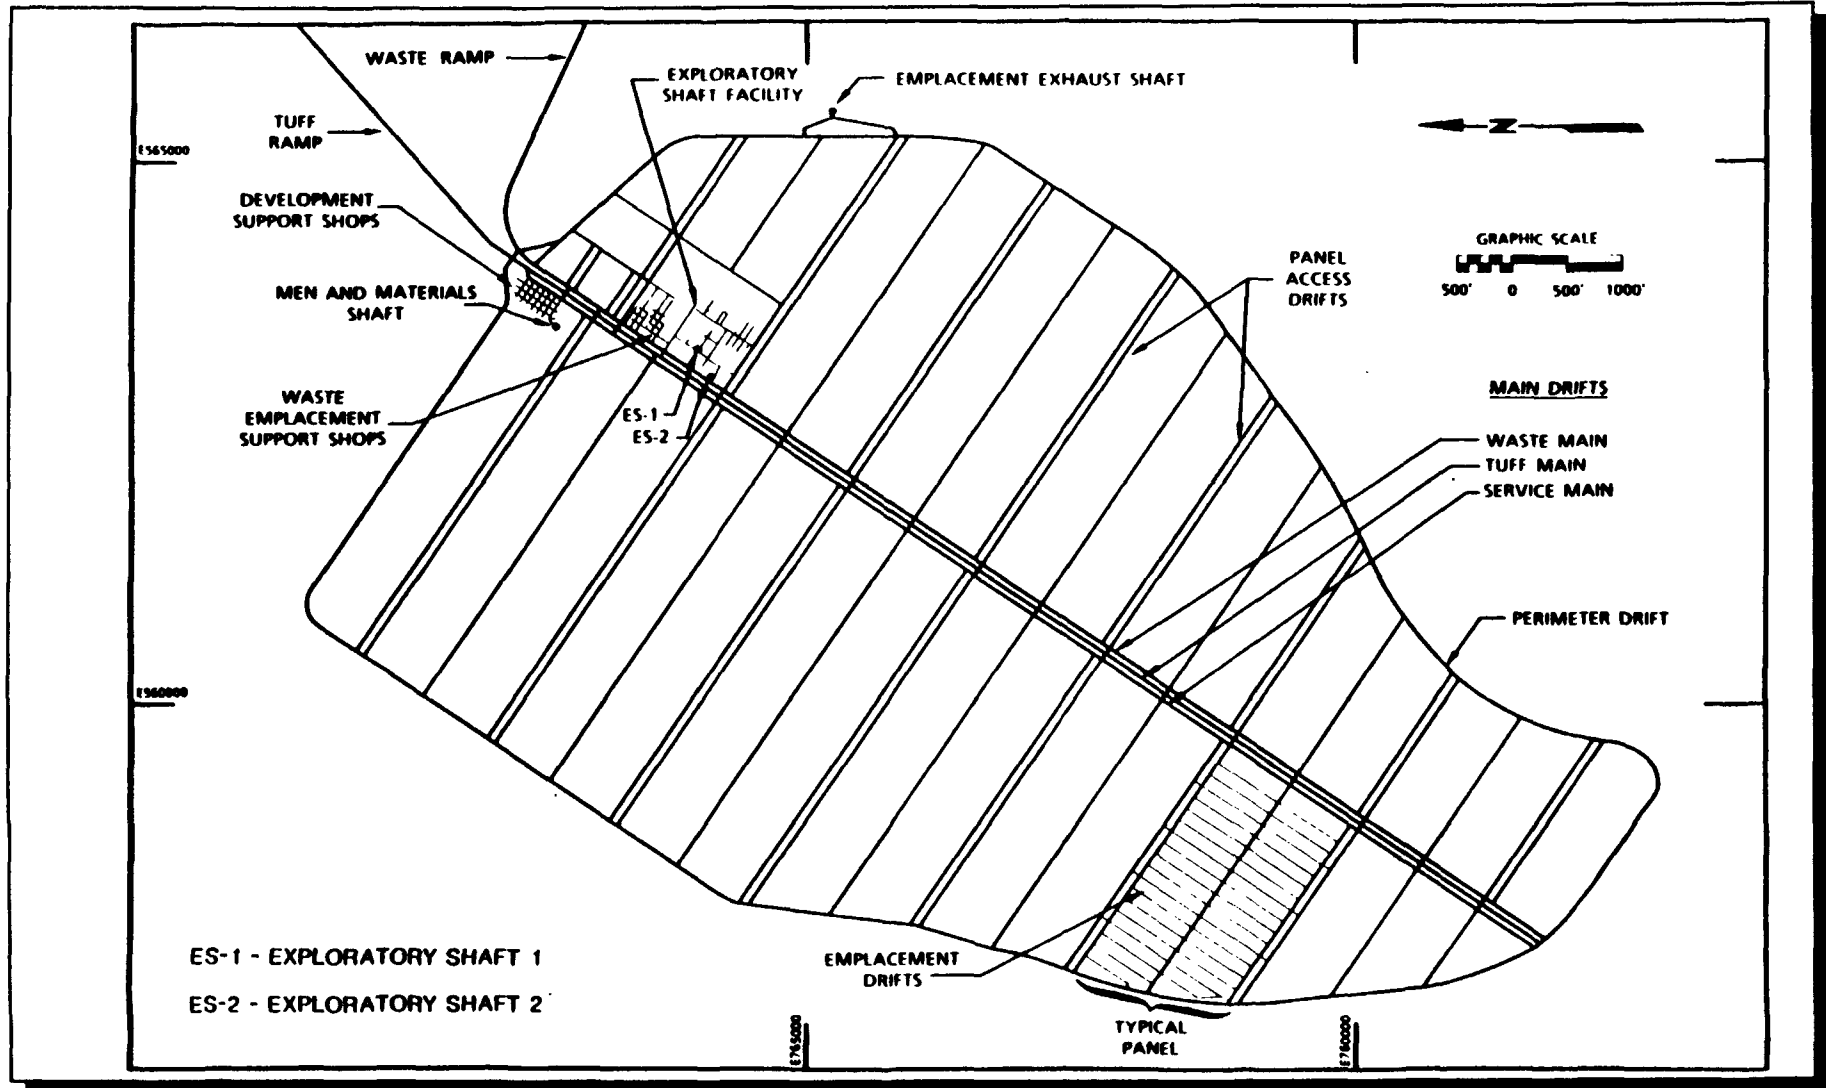 WASTE RAMP
EXPLORATORY
SHAFT FACILITY
EMPLACEMENT EXHAUST SHAFT
TUFF
RAMP
N
E565000
DEVELOPMENT
SUPPORT SHOPS
GRAPHIC SCALE
500' 0 500' 1000'
PANEL
ACCESS
DRIFTS
MEN AND MATERIALS
SHAFT
MAIN DRIFTS
WASTE
EMPLACEMENT
SUPPORT SHOPS
ES-1
ES-2
WASTE MAIN
TUFF MAIN
SERVICE MAIN
PERIMETER DRIFT
E560000
ES-1 - EXPLORATORY SHAFT 1
ES-2 - EXPLORATORY SHAFT 2
EMPLACEMENT
DRIFTS
TYPICAL
PANEL
E765000
E760000